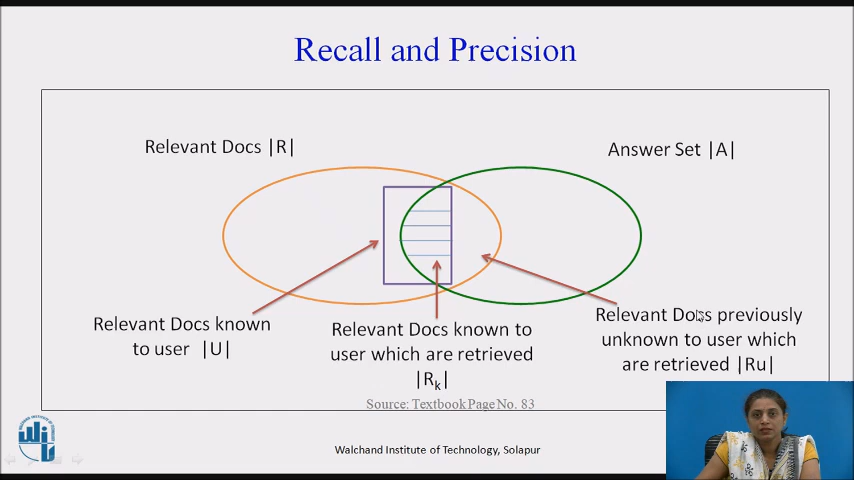 Recall and Precision
Relevant Docs |R|
Answer Set |A|
Relevant Docs known
to user |U|
Relevant Docs known to
user which are retrieved
|Rk|
Relevant Docs previously
unknown to user which
are retrieved |Ru|
Source: Textbook Page No. 83
Walchand Institute of Technology, Solapur